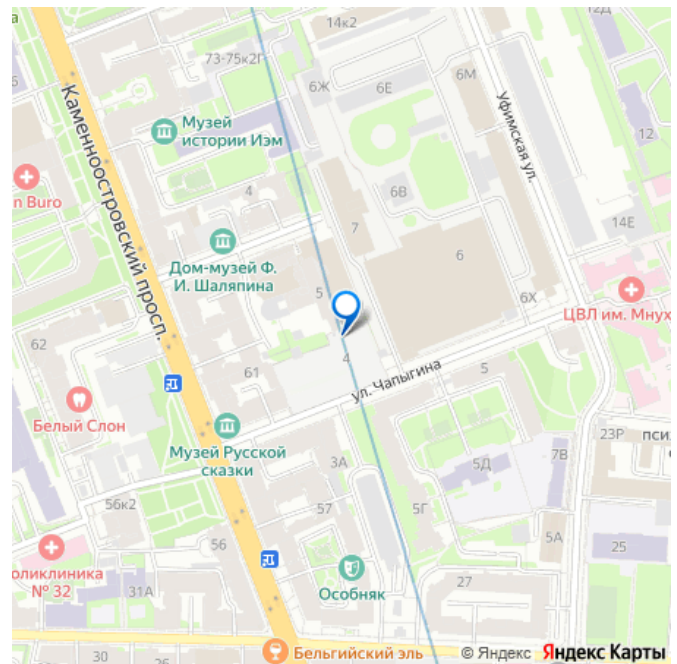 а
14к2
12Д
73-75к2Г
6Ж
6Е
6М
Каменноостровский просп.
Музей
истории Иэм
Уфимская ул.
12
n Buro
4
6В
7
14Е
Дом-музей Ф.
И. Шаляпина
6
5
6Х
ЦВЛ им. Мнух
62
4
61
ул. Чапыгина
5
Белый Слон
Музей Русской
сказки
3А
5Д
7В
23Р
пси
56к2
57
5Г
5А
25
56
оликлиника
№ 32
31А
Особняк
27
30
26
Бельгийский эль
© Яндекс Яндекс Карты